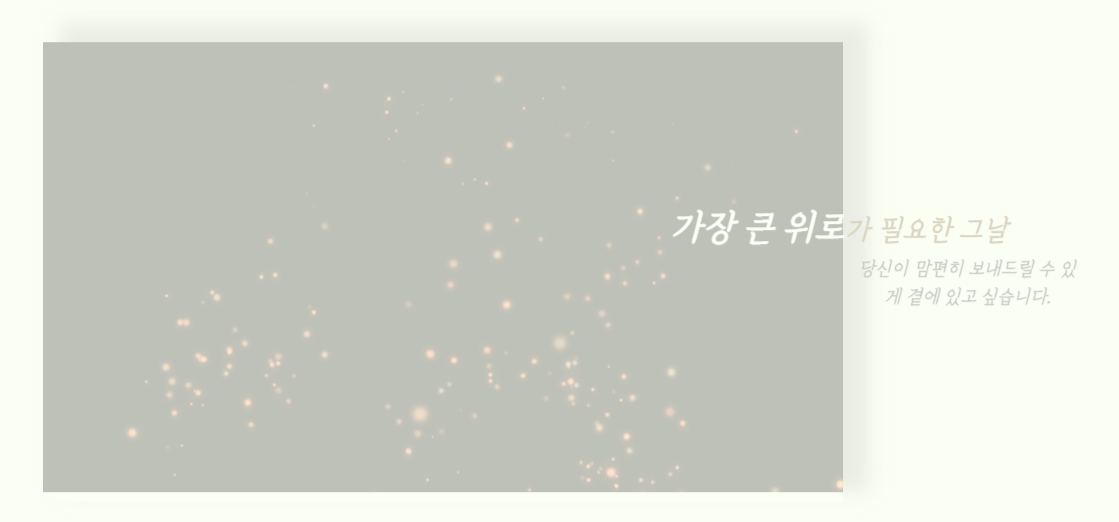 가장 큰 위로가 필요한 그날
당신이 맘편히 보내드릴 수 있
게 곁에 있고 싶습니다.